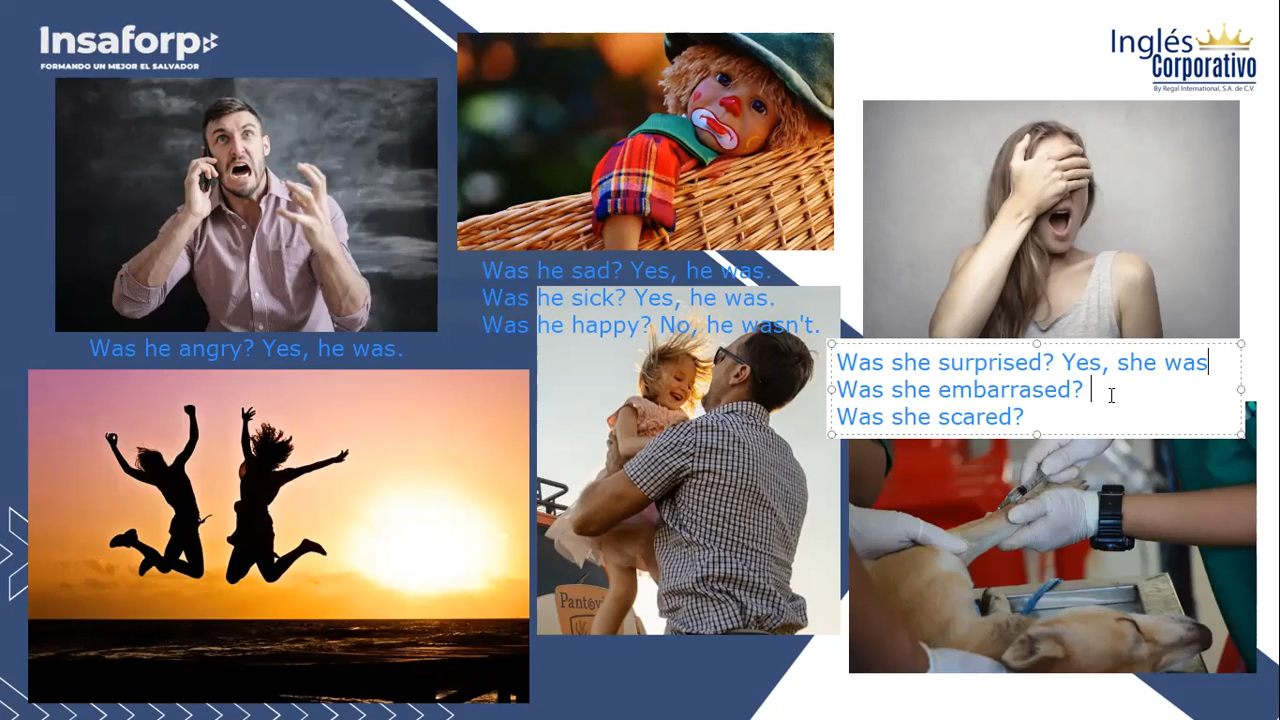 Insaforp
FORMANDO UN MEJOR EL SALVADOR
Inglés
Corporativo
By Regal International, S.A. de C.V.
Was he sad? Yes, he was.
Was he sick? Yes, he was.
Was he happy? No, he wasn't.
Was he angry? Yes, he was.
Was she surprised? Yes, she was
Was she embarrased?
Was she scared?